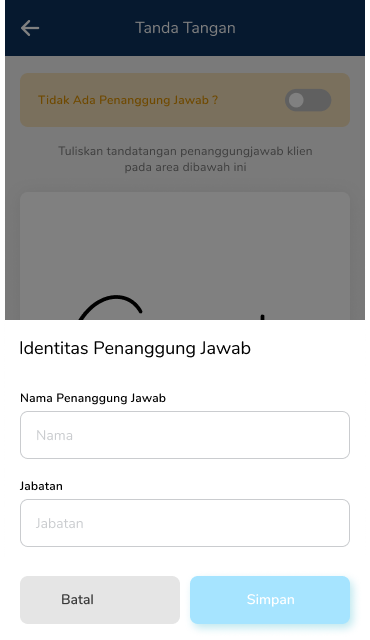 Tanda Tangan
Tidak Ada Penanggung Jawab ?
Tuliskan tandatangan penanggungjawab klien
pada area dibawah ini
Identitas Penanggung Jawab
Nama Penanggung Jawab
Nama
Jabatan
Jabatan
Batal Simpan